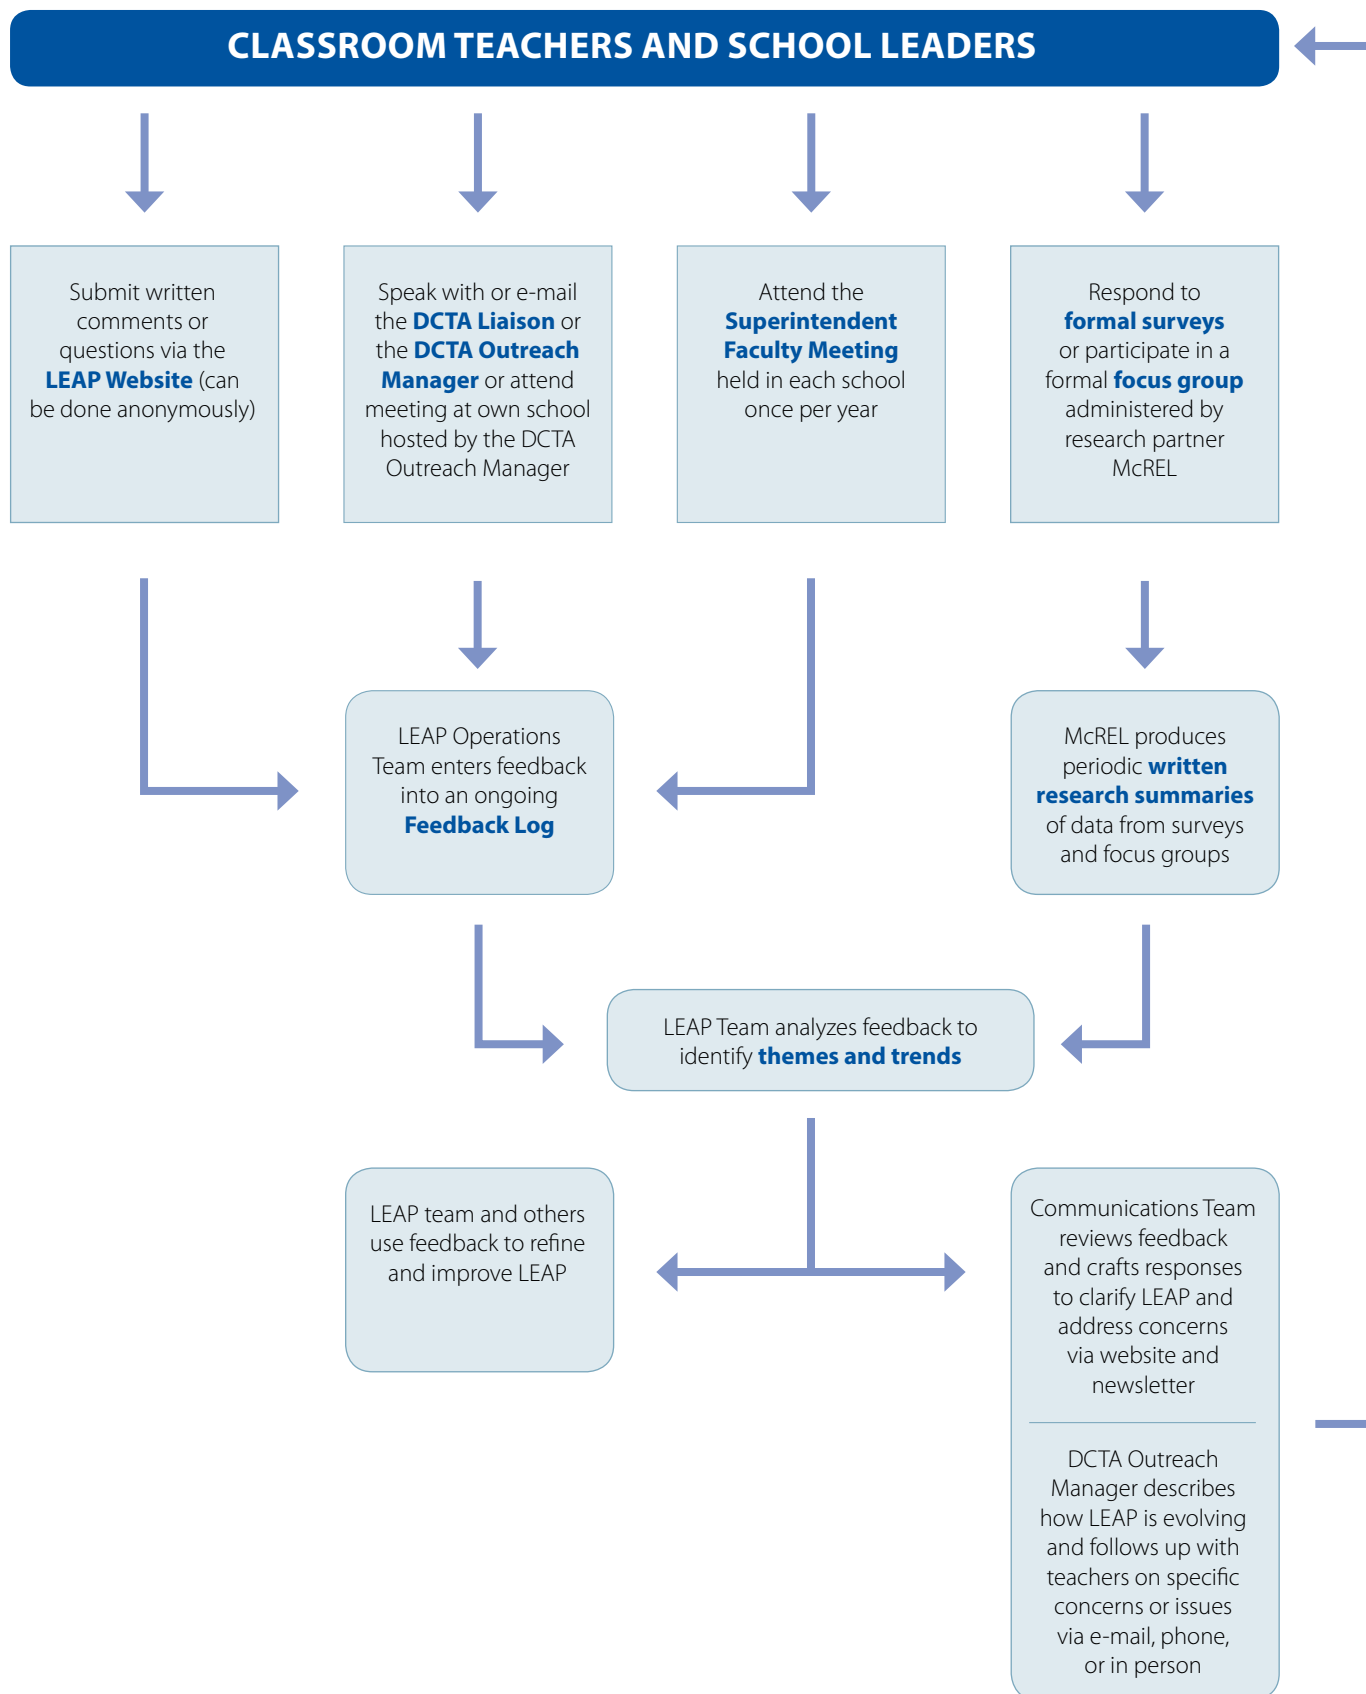 CLASSROOM TEACHERS AND SCHOOL LEADERS
Submit written
comments or
questions via the
LEAP Website (can
be done anonymously)
Speak with or e-mail
the DCTA Liaison or
the DCTA Outreach
Manager or attend
meeting at own school
hosted by the DCTA
Outreach Manager
Attend the
Superintendent
Faculty Meeting
held in each school
once per year
Respond to
formal surveys
or participate in a
formal focus group
administered by
research partner
McREL
LEAP Operations
Team enters feedback
into an ongoing
Feedback Log
McREL produces
periodic written
research summaries
of data from surveys
and focus groups
LEAP Team analyzes feedback to
identify themes and trends
LEAP team and others
use feedback to refine
and improve LEAP
Communications Team
reviews feedback
and crafts responses
to clarify LEAP and
address concerns
via website and
newsletter
DCTA Outreach
Manager describes
how LEAP is evolving
and follows up with
teachers on specific
concerns or issues
via e-mail, phone,
or in person